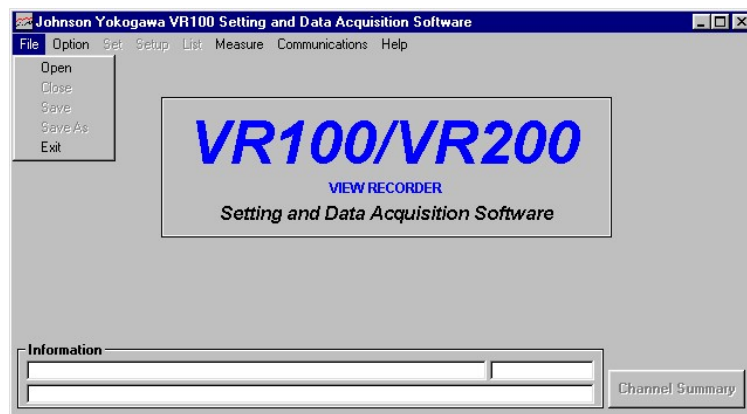 Johnson Yokogawa VR100 Setting and Data Acquisition Software
File Option Set Setup List Measure Communications Help
Open
Close
Save
Save As
Exit
VR100/VR200
VIEW RECORDER
Setting and Data Acquisition Software
Information
Channel Summary